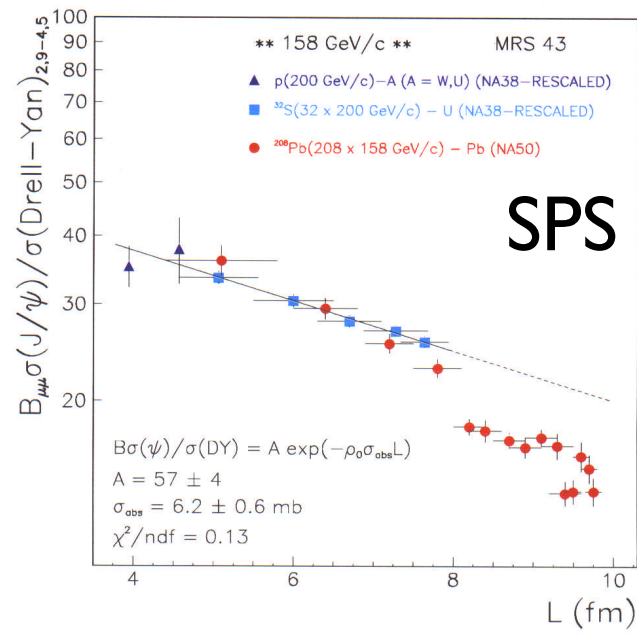 B_μμσ(J/ψ)/σ(Drell−Yan)_2,9−4,5
100
90
80
70
60
50
40
30
20
** 158 GeV/c **
MRS 43
p(200 GeV/c)−A (A = W,U) (NA38−RESCALED)
³²S(32 x 200 GeV/c) − U (NA38−RESCALED)
²⁰⁸Pb(208 x 158 GeV/c) − Pb (NA50)
SPS
Bσ(ψ)/σ(DY) = A exp(−ρ₀σ_absL)
A = 57 ± 4
σ_abs = 6.2 ± 0.6 mb
χ²/ndf = 0.13
4 6 8 10
L (fm)